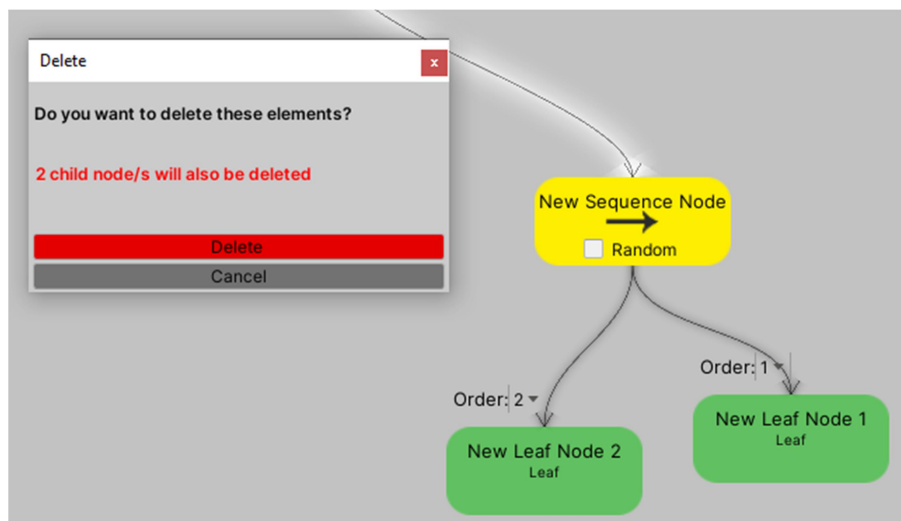 Delete
x
Do you want to delete these elements?
2 child node/s will also be deleted
Delete
Cancel
New Sequence Node
Random
Order: 1
New Leaf Node 1
Leaf
Order: 2
New Leaf Node 2
Leaf